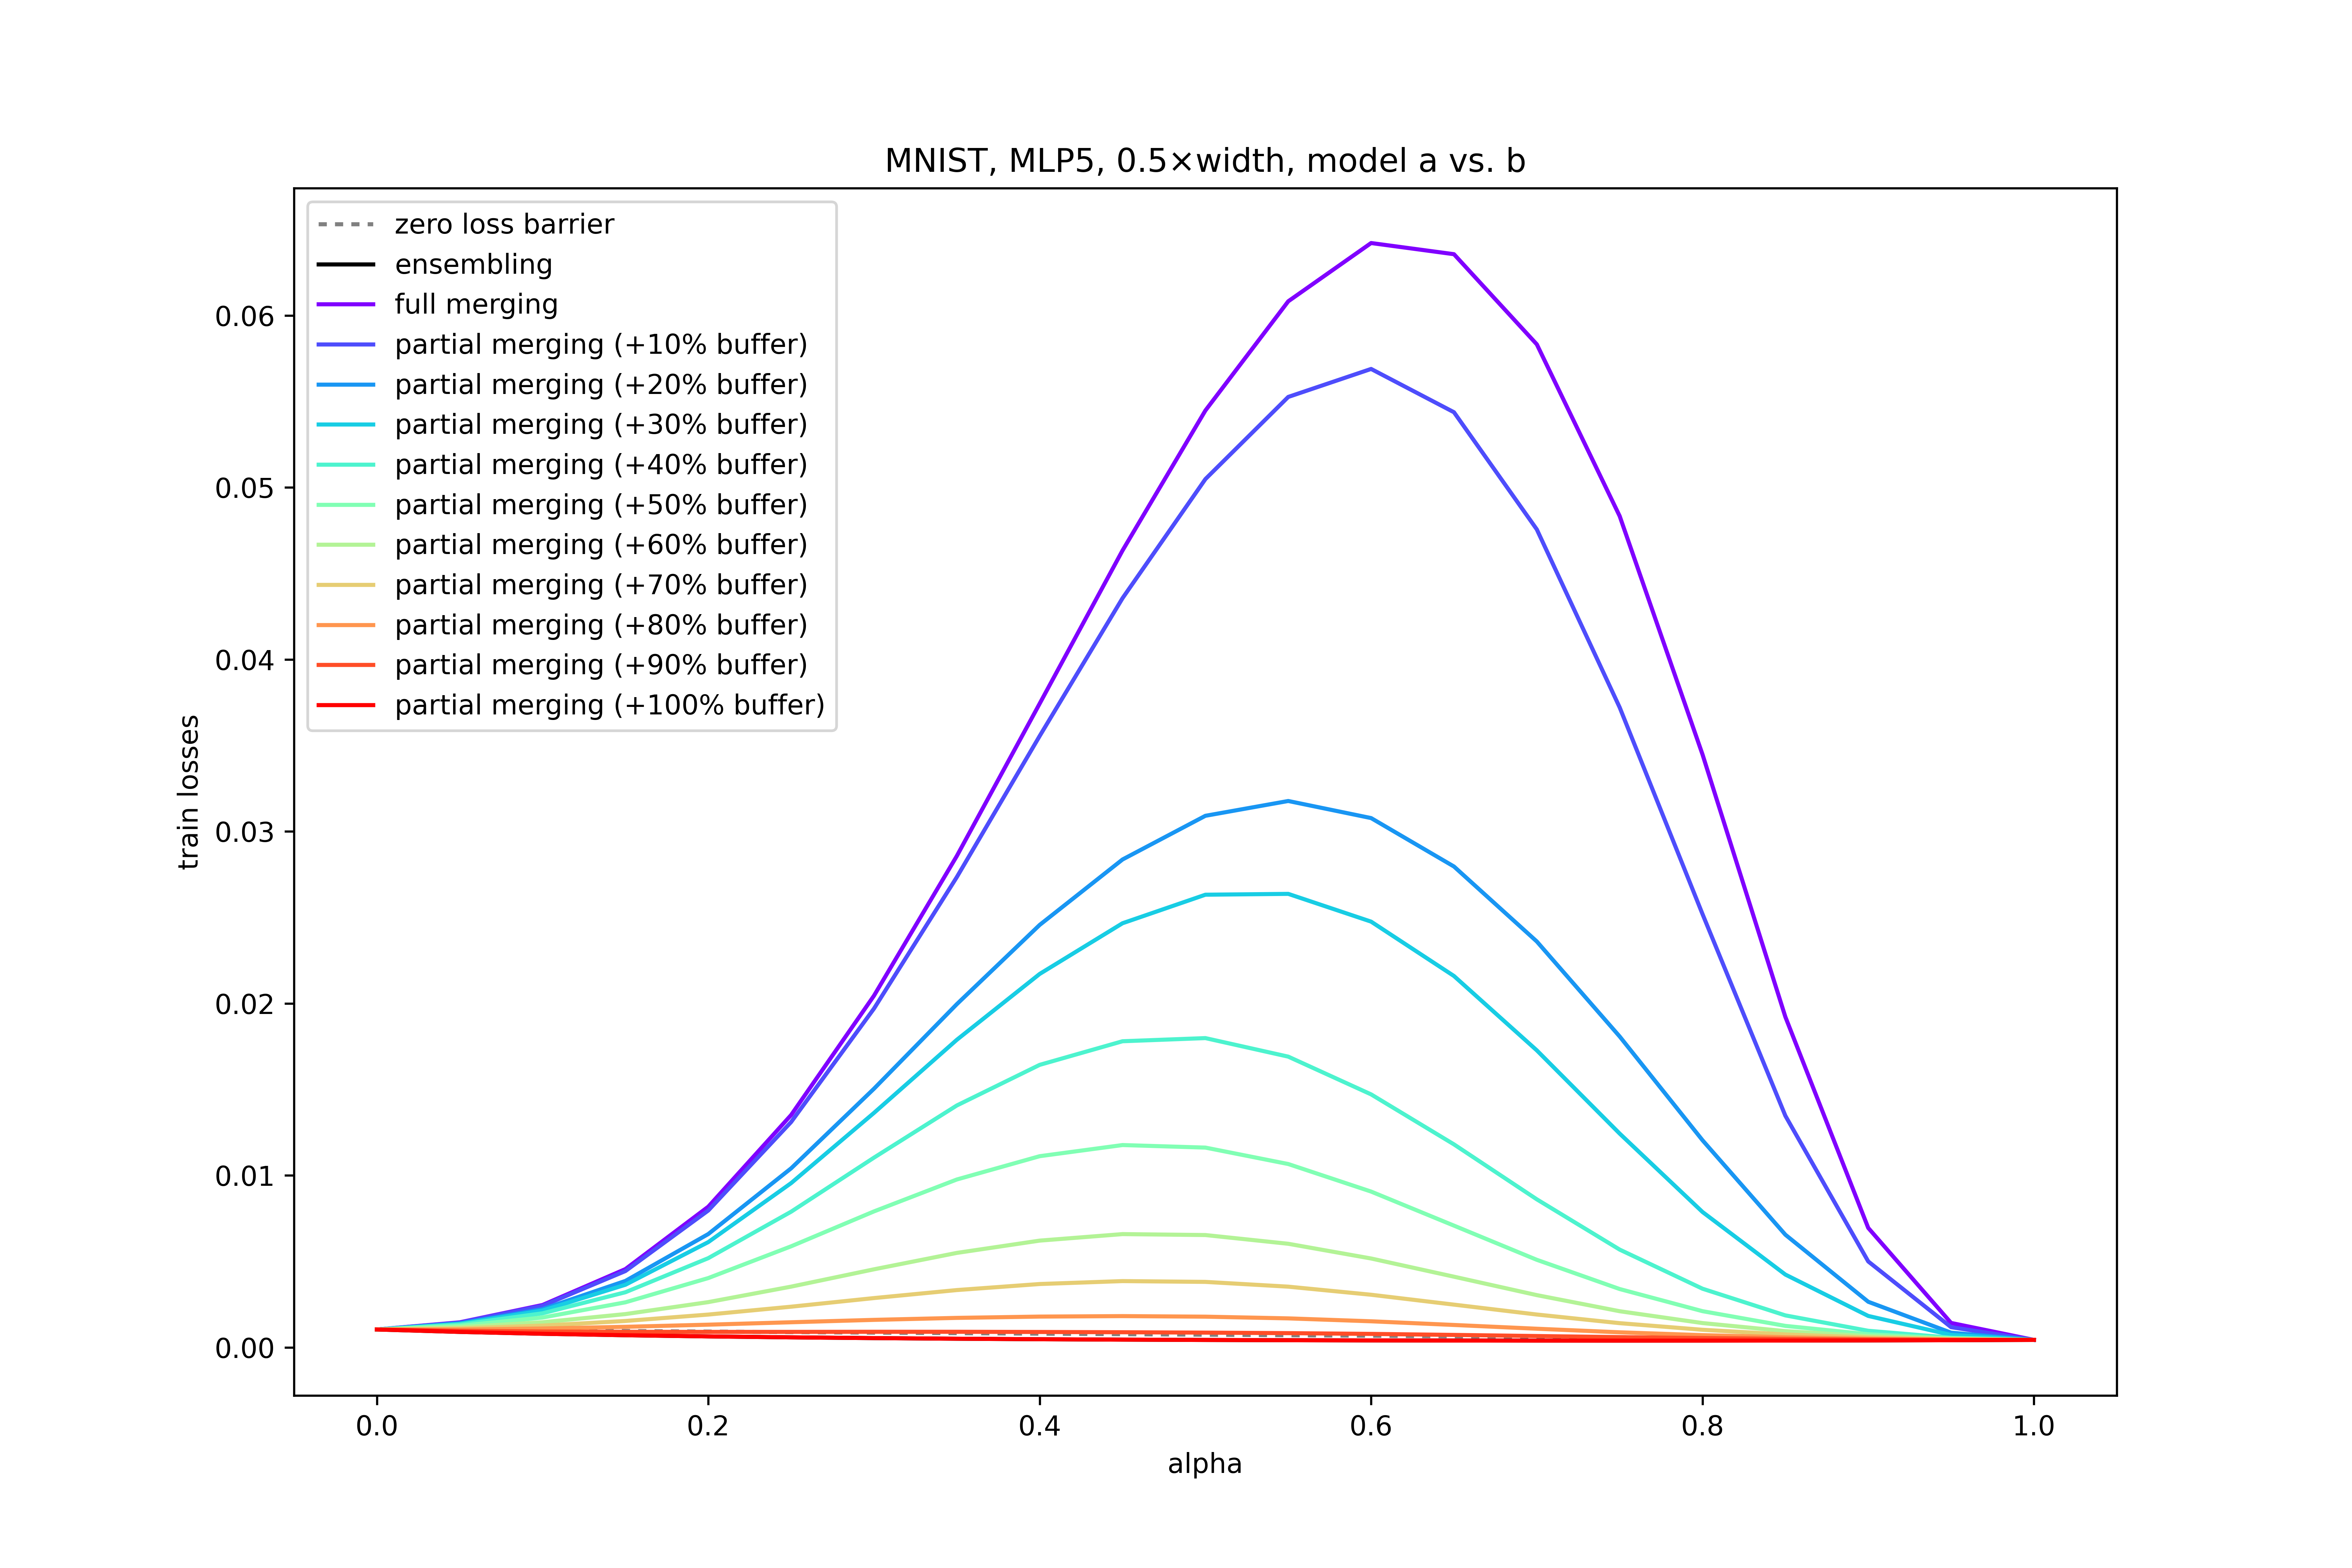 MNIST, MLP5, 0.5×width, model a vs. b
zero loss barrier
ensembling
full merging
partial merging (+10% buffer)
partial merging (+20% buffer)
partial merging (+30% buffer)
partial merging (+40% buffer)
partial merging (+50% buffer)
partial merging (+60% buffer)
partial merging (+70% buffer)
partial merging (+80% buffer)
partial merging (+90% buffer)
partial merging (+100% buffer)
0.06
0.05
0.04
0.03
0.02
0.01
0.00
train losses
0.0 0.2 0.4 0.6 0.8 1.0
alpha